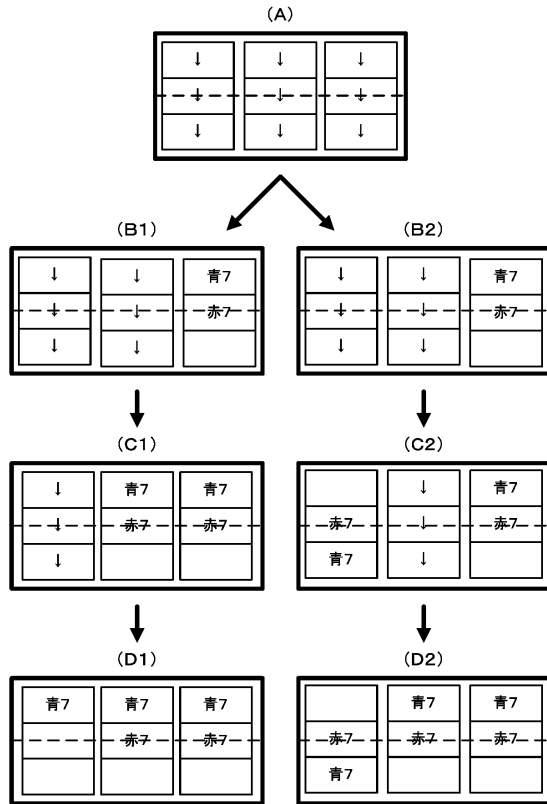 (A)
↓ ↓ ↓
↓ ↓ ↓
↓ ↓ ↓
(B1) (B2)
↓ ↓ 青7 ↓ ↓ 青7
↓ ↓ 赤7 ↓ ↓ 赤7
↓ ↓ ↓ ↓
(C1) (C2)
↓ 青7 青7 ↓ 青7
↓ 赤7 赤7 赤7 ↓ 赤7
↓ 青7 ↓
(D1) (D2)
青7 青7 青7 青7 青7
赤7 赤7 赤7 赤7 赤7
青7